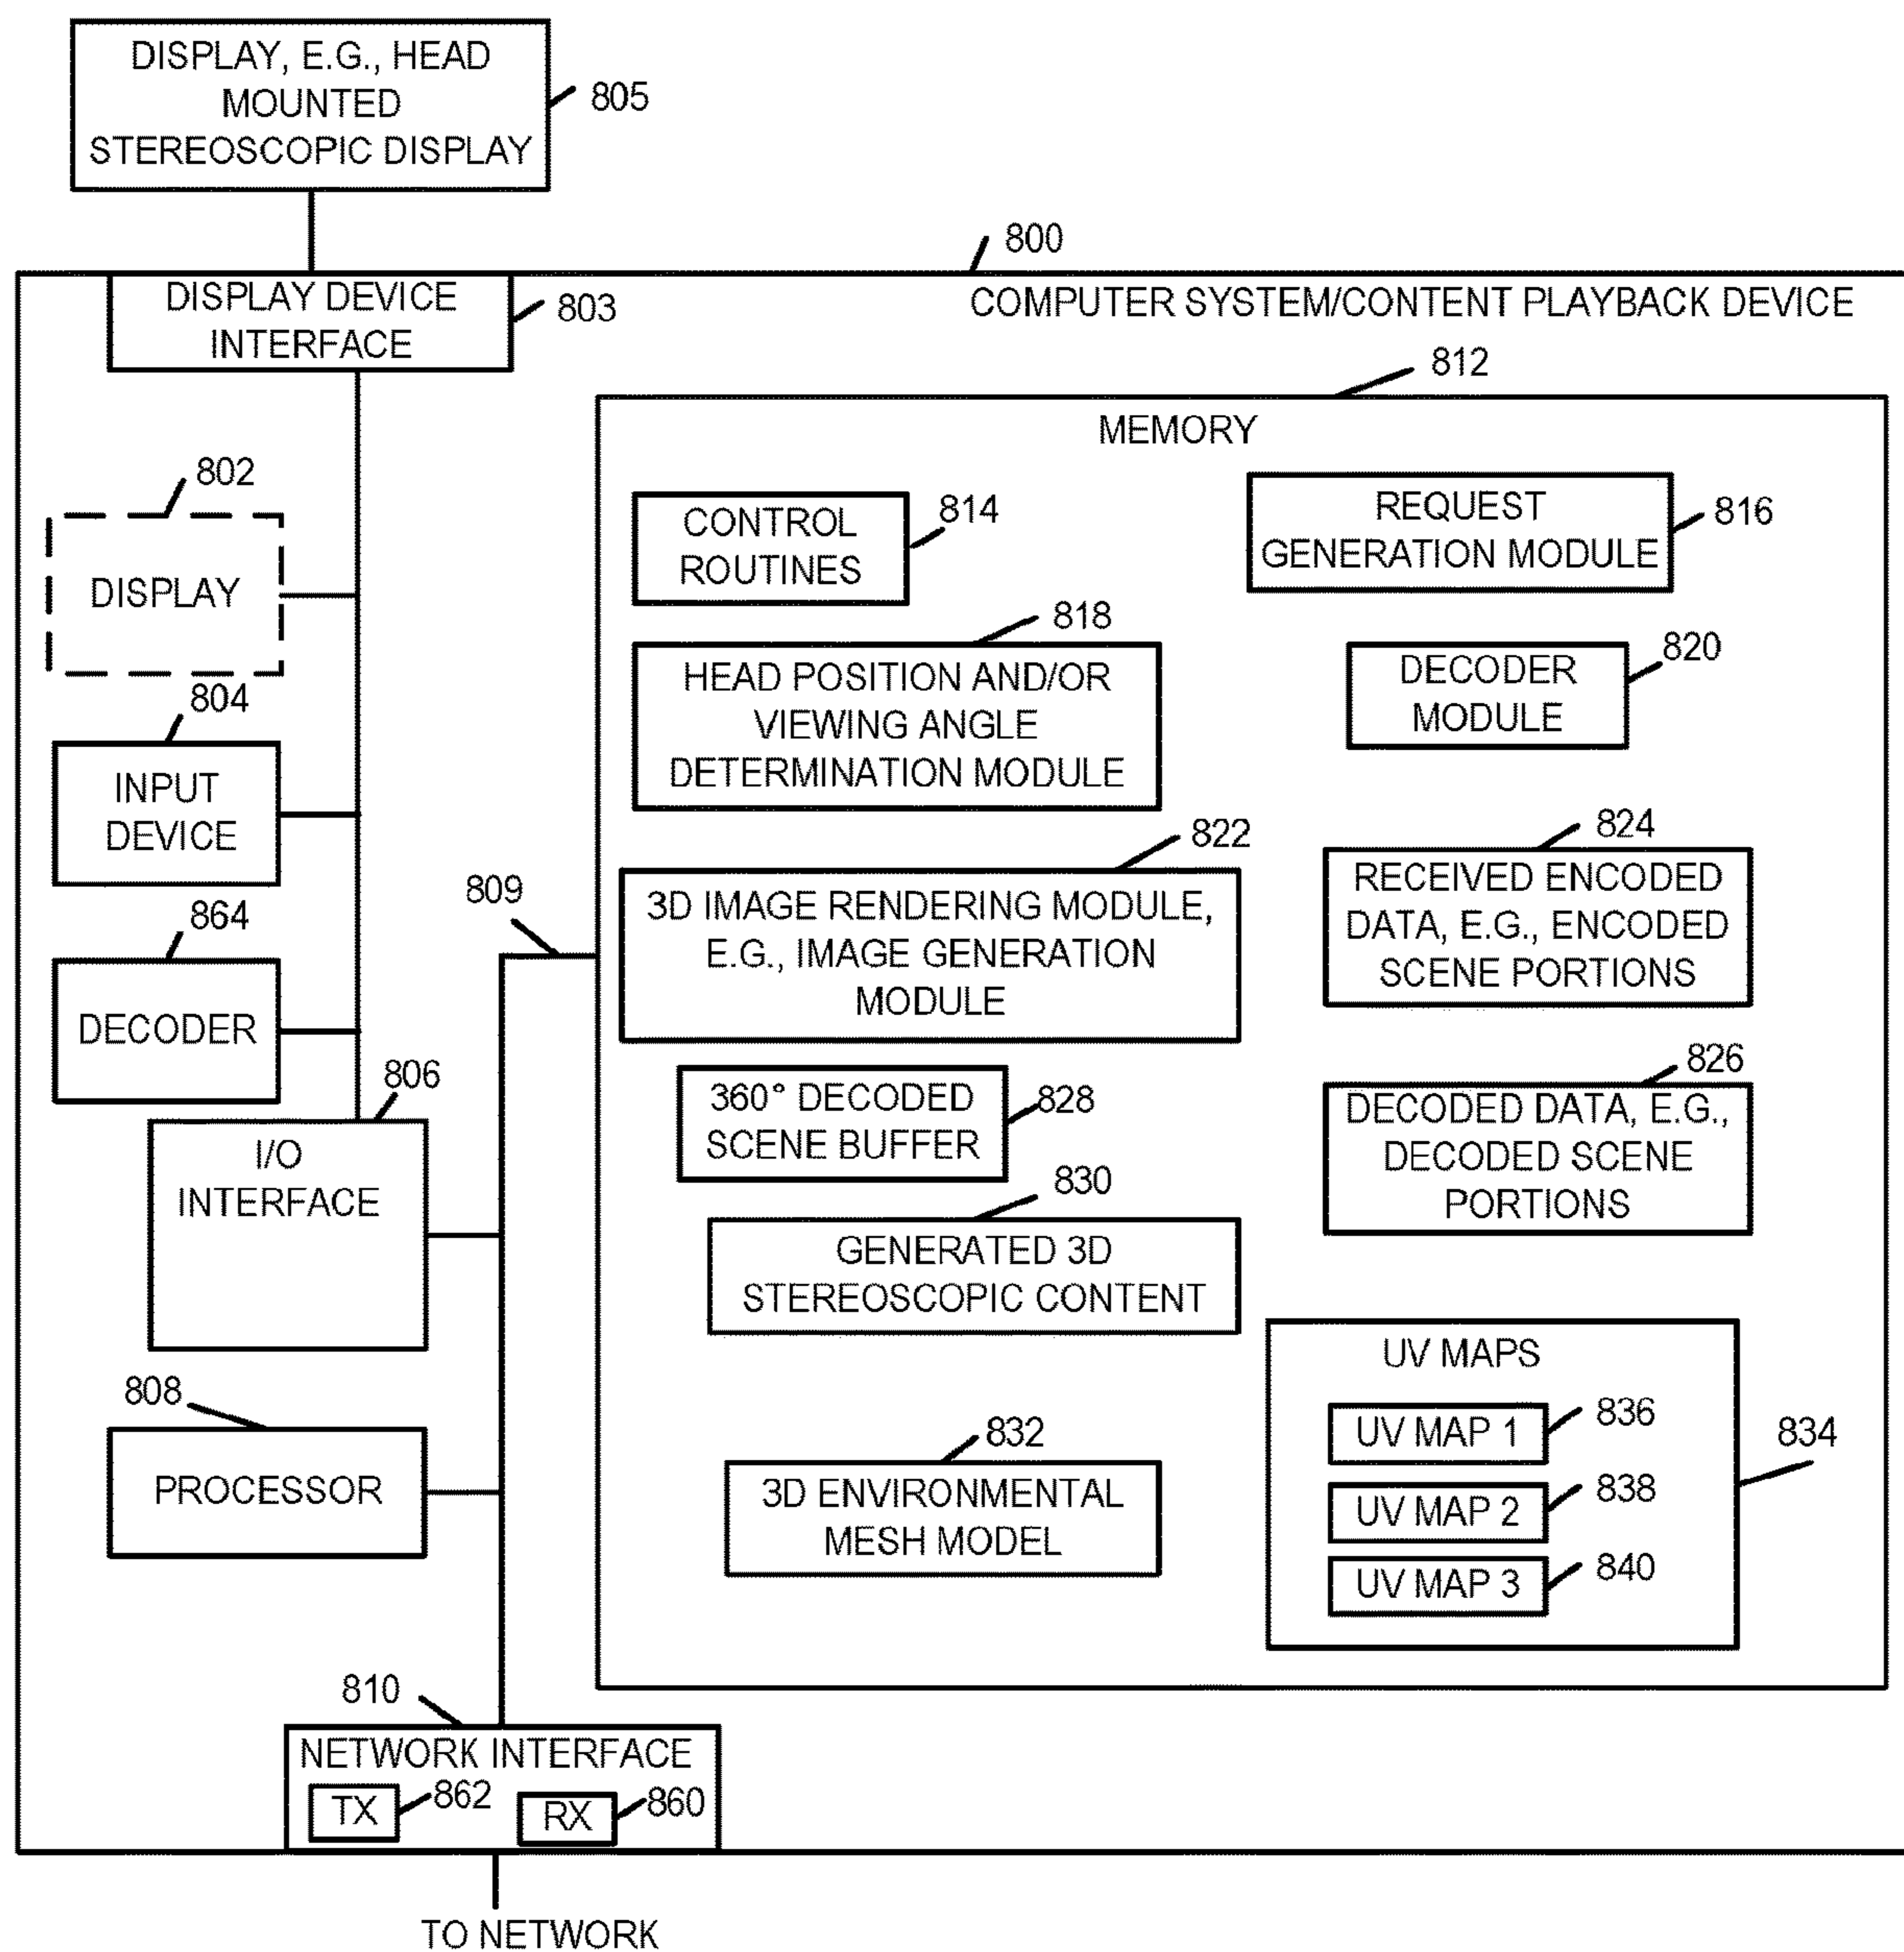 DISPLAY, E.G., HEAD
MOUNTED
STEREOSCOPIC DISPLAY
805
800
DISPLAY DEVICE
INTERFACE
803
COMPUTER SYSTEM/CONTENT PLAYBACK DEVICE
812
MEMORY
802
DISPLAY
804
INPUT
DEVICE
864
DECODER
806
I/O
INTERFACE
808
PROCESSOR
809
CONTROL
ROUTINES
814
REQUEST
GENERATION MODULE
816
818
HEAD POSITION AND/OR
VIEWING ANGLE
DETERMINATION MODULE
DECODER
MODULE
820
822
3D IMAGE RENDERING MODULE,
E.G., IMAGE GENERATION
MODULE
824
RECEIVED ENCODED
DATA, E.G., ENCODED
SCENE PORTIONS
360° DECODED
SCENE BUFFER
828
826
DECODED DATA, E.G.,
DECODED SCENE
PORTIONS
830
GENERATED 3D
STEREOSCOPIC CONTENT
832
3D ENVIRONMENTAL
MESH MODEL
UV MAPS
834
UV MAP 1
836
UV MAP 2
838
UV MAP 3
840
810
NETWORK INTERFACE
TX
862
RX
860
TO NETWORK